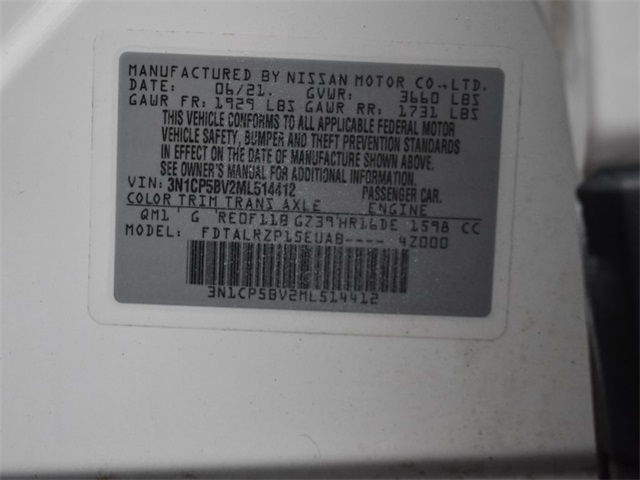 MANUFACTURED BY NISSAN MOTOR CO.,LTD.
DATE: 06/21. GVWR: 3660 LBS
GAWR FR: 1929 LBS GAWR RR: 1731 LBS
THIS VEHICLE CONFORMS TO ALL APPLICABLE FEDERAL MOTOR
VEHICLE SAFETY, BUMPER AND THEFT PREVENTION STANDARDS
IN EFFECT ON THE DATE OF MANUFACTURE SHOWN ABOVE.
SEE OWNER'S MANUAL FOR ADDITIONAL INFORMATION.
VIN: 3N1CP5BV2ML514412 PASSENGER CAR.
COLOR TRIM TRANS AXLE ENGINE
QM1 G RE0F11B GZ39 HR16DE 1598 CC
MODEL: FDTALRZP15EUAB---- 4Z000
3N1CP5BV2ML514412